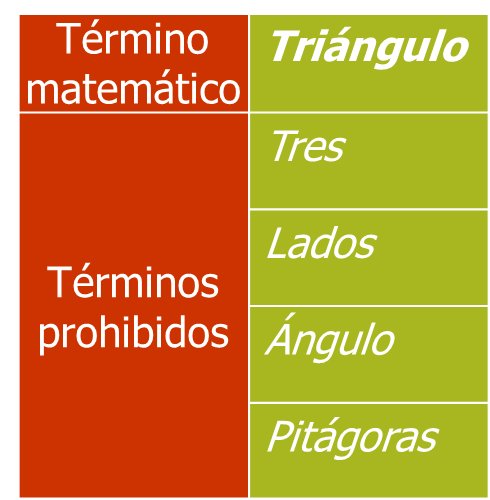 Término
matemático
Triángulo
Términos
prohibidos
Tres
Lados
Ángulo
Pitágoras